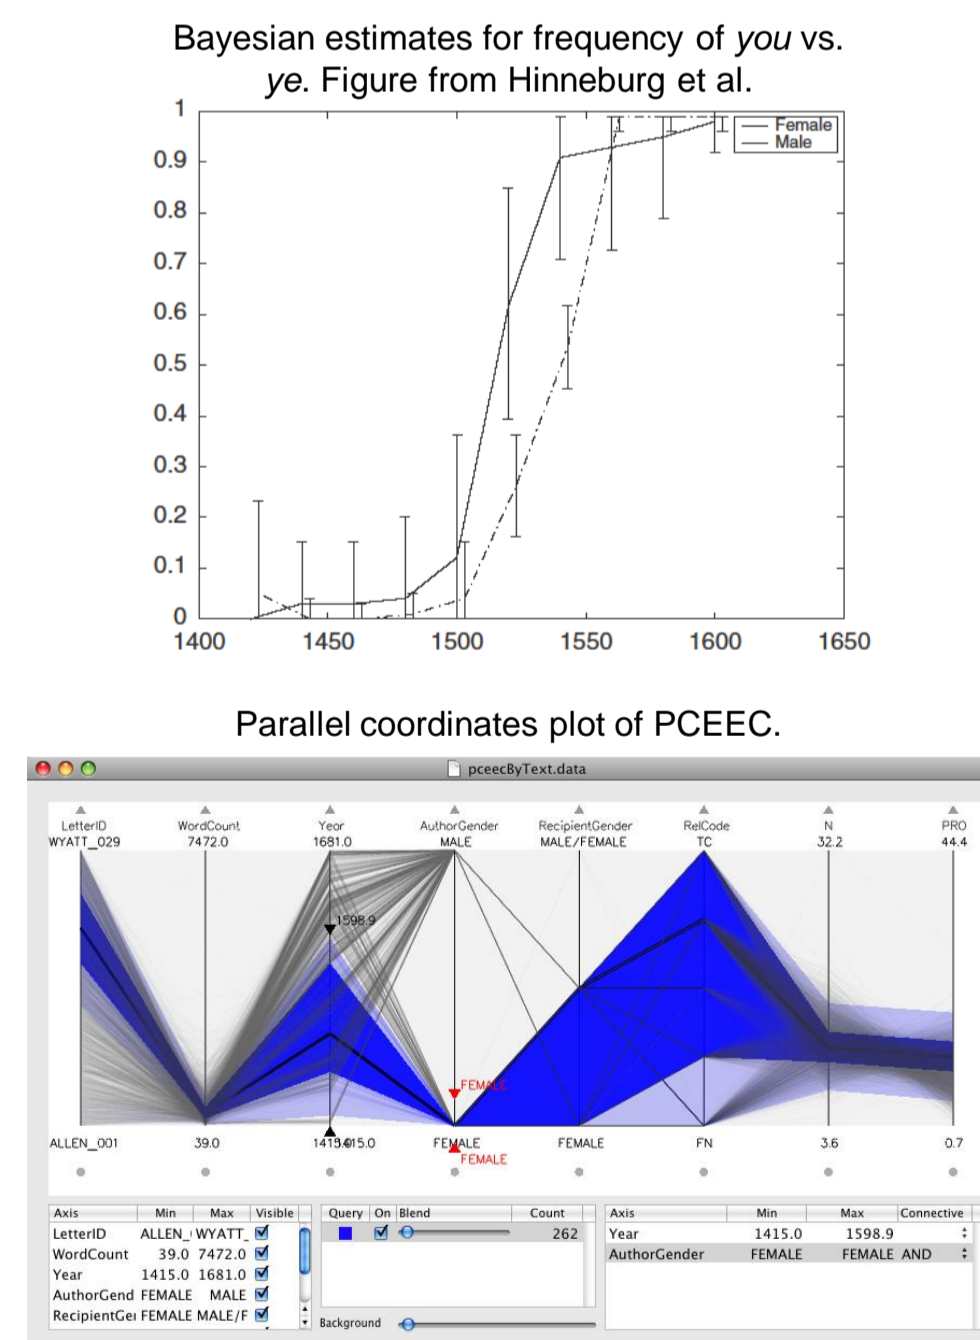 Bayesian estimates for frequency of you vs.
ye. Figure from Hinneburg et al.
1
0.9
0.8
0.7
0.6
0.5
0.4
0.3
0.2
0.1
0
Female
Male
1400 1450 1500 1550 1600 1650
Parallel coordinates plot of PCEEC.
pceecByText.data
LetterID WordCount Year AuthorGender RecipientGender RelCode N PRO
WYATT_029 7472.0 1681.0 MALE MALE/FEMALE TC 32.2 44.4
1598.9
FEMALE
ALLEN_001 39.0 1415.0 FEMALE FEMALE FN 3.6 0.7
FEMALE
Axis Min Max Visible
LetterID ALLEN_ WYATT_
WordCount 39.0 7472.0
Year 1415.0 1681.0
AuthorGend FEMALE MALE
RecipientGe FEMALE MALE/F
Query On Blend Count
262
Background
Axis Min Max Connective
Year 1415.0 1598.9
AuthorGender FEMALE FEMALE AND